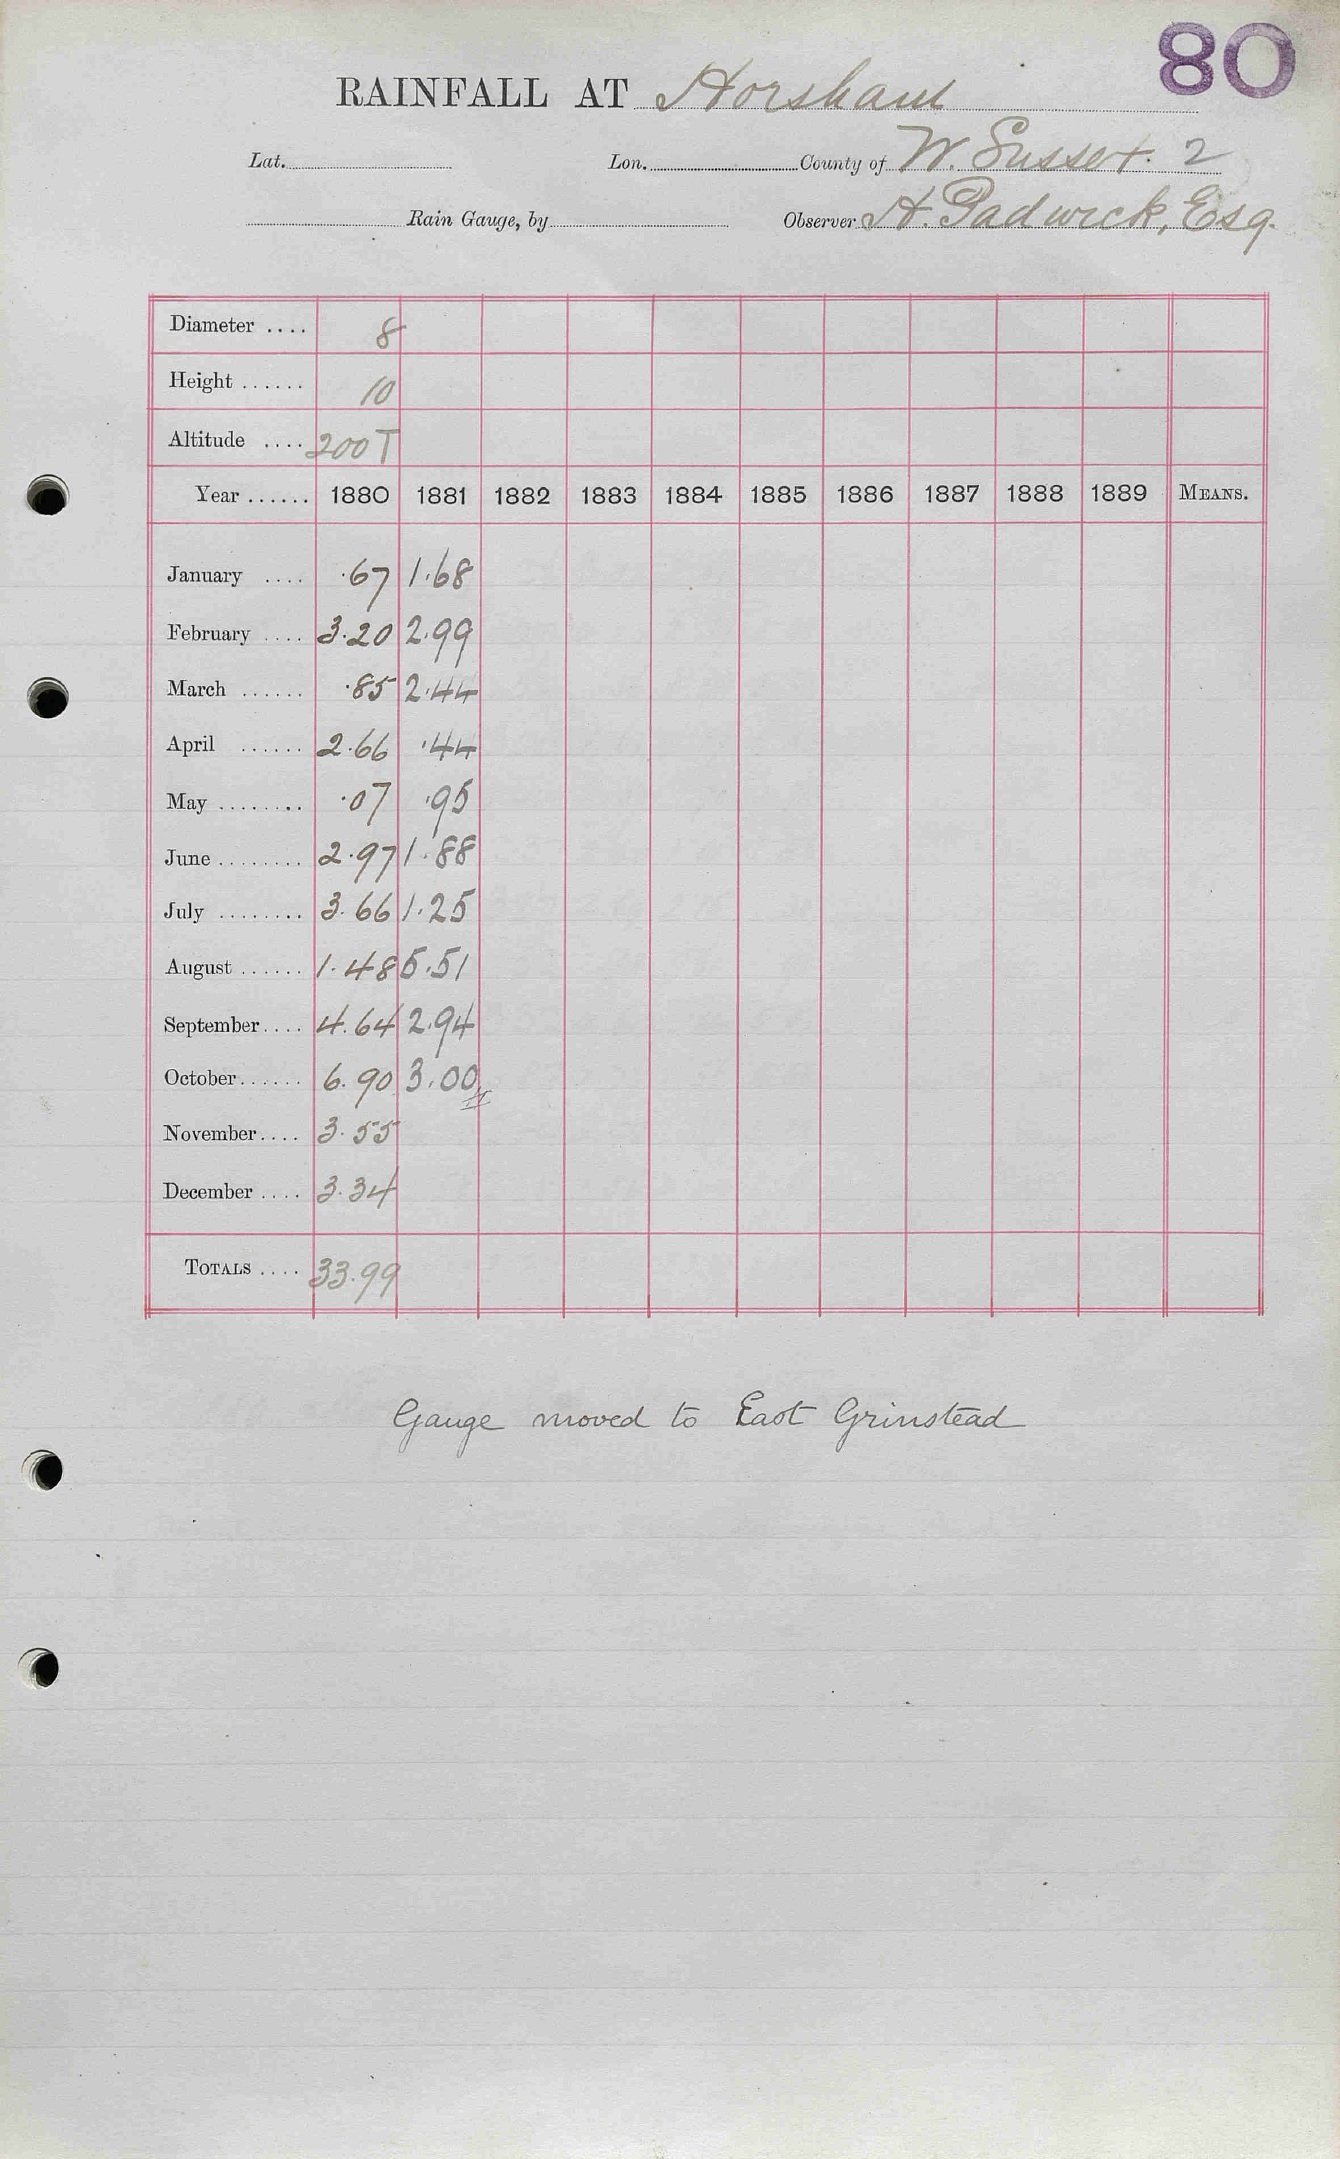 80
RAINFALL AT Horsham
Lat. Lon. County of W. Sussex. 2
Rain Gauge, by Observer H. Padwick, Esq.
Diameter .... 8
Height ...... 10
Altitude .... 200 T
Year ...... 1880 1881 1882 1883 1884 1885 1886 1887 1888 1889 MEANS.
January .... .67 1.68
February .... 3.20 2.99
March ...... .85 2.44
April ...... 2.66 .44
May ........ .07 .95
June ........ 2.97 1.88
July ........ 3.66 1.25
August ...... 1.48 5.51
September .... 4.64 2.94
October ...... 6.90 3.00
November .... 3.55
December .... 3.34
TOTALS .... 33.99
Gauge moved to East Grinstead